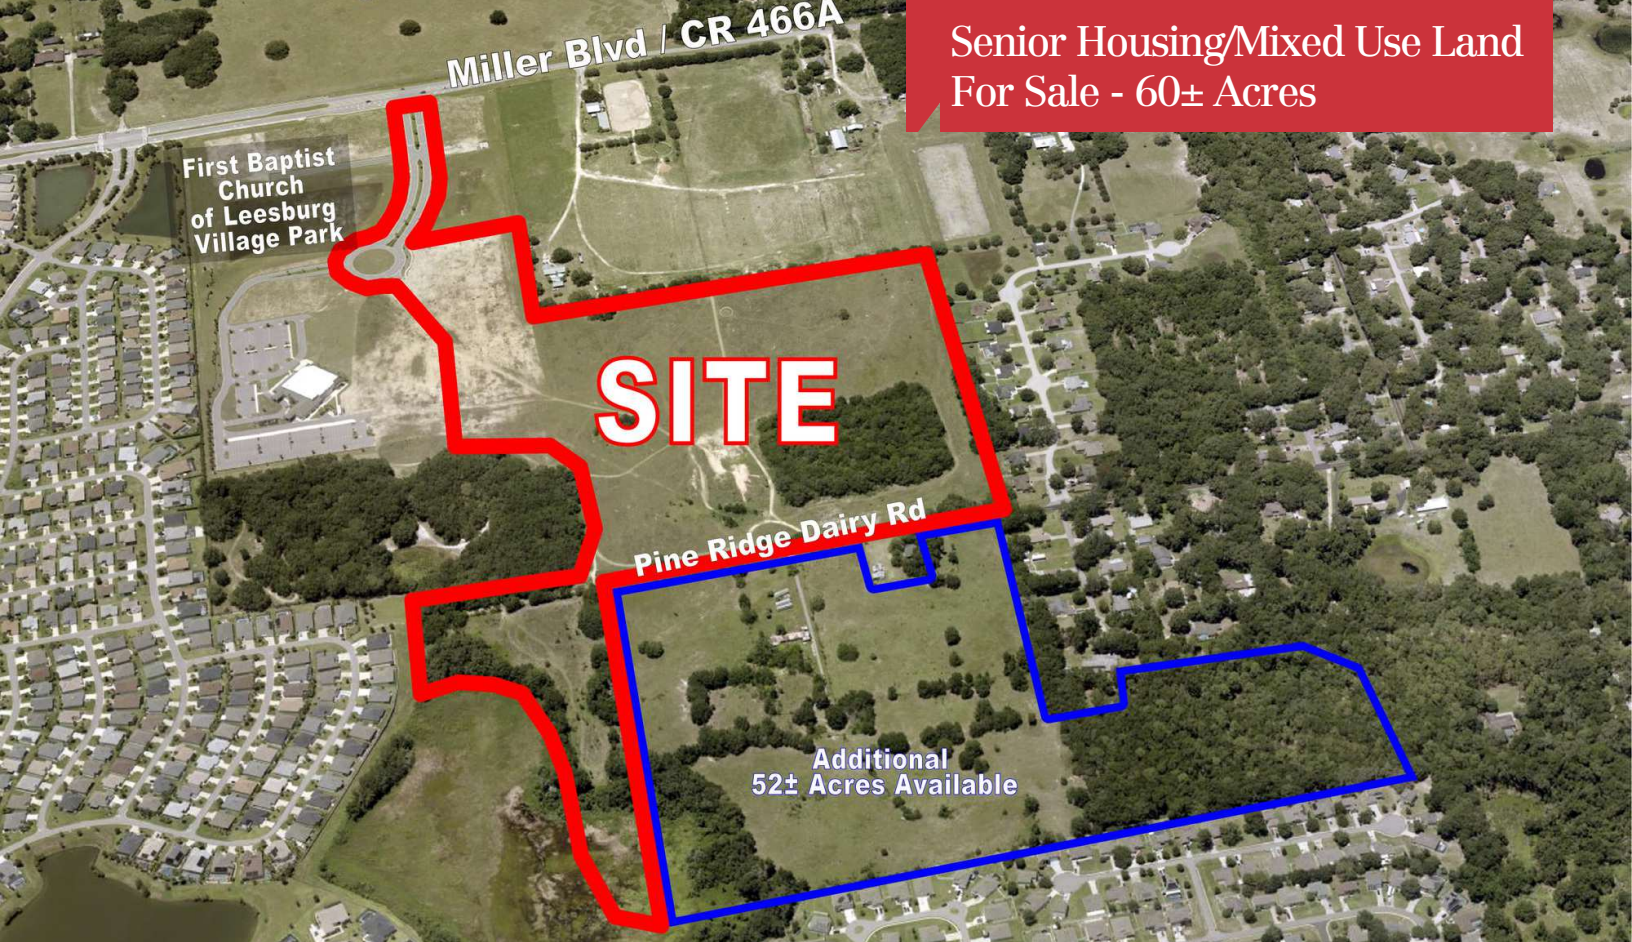 Senior Housing/Mixed Use Land
For Sale - 60± Acres
Miller Blvd / CR 466A
First Baptist
Church
of Leesburg
Village Park
SITE
Pine Ridge Dairy Rd
Additional
52± Acres Available